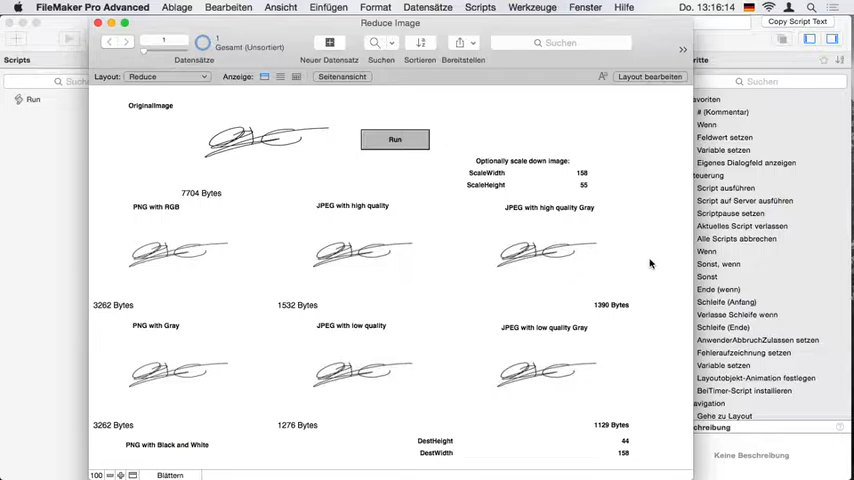 FileMaker Pro Advanced Ablage Bearbeiten Ansicht Einfügen Format Datensätze Scripts Werkzeuge Fenster Hilfe Do. 13:16:14
Reduce Image
Copy Script Text
1
1
Gesamt (Unsortiert)
Suchen
Datensätze Neuer Datensatz Suchen Sortieren Bereitstellen
Layout: Reduce Anzeige: Seitenansicht Layout bearbeiten
Scripts
Run
Suchen
OriginalImage
Run
Optionally scale down image:
ScaleWidth 158
ScaleHeight 55
7704 Bytes
PNG with RGB JPEG with high quality JPEG with high quality Gray
3262 Bytes 1532 Bytes 1390 Bytes
PNG with Gray JPEG with low quality JPEG with low quality Gray
3262 Bytes 1276 Bytes 1129 Bytes
PNG with Black and White
DestHeight 44
DestWidth 158
100 Blättern
# (Kommentar)
Wenn
Feldwert setzen
Variable setzen
Eigenes Dialogfeld anzeigen
Script ausführen
Script auf Server ausführen
Scriptpause setzen
Aktuelles Script verlassen
Alle Scripts abbrechen
Wenn
Sonst, wenn
Sonst
Ende (wenn)
Schleife (Anfang)
Verlasse Schleife wenn
Schleife (Ende)
AnwenderAbbruchZulassen setzen
Fehleraufzeichnung setzen
Variable setzen
Layoutobjekt-Animation festlegen
BeiTimer-Script installieren
Gehe zu Layout
Keine Beschreibung